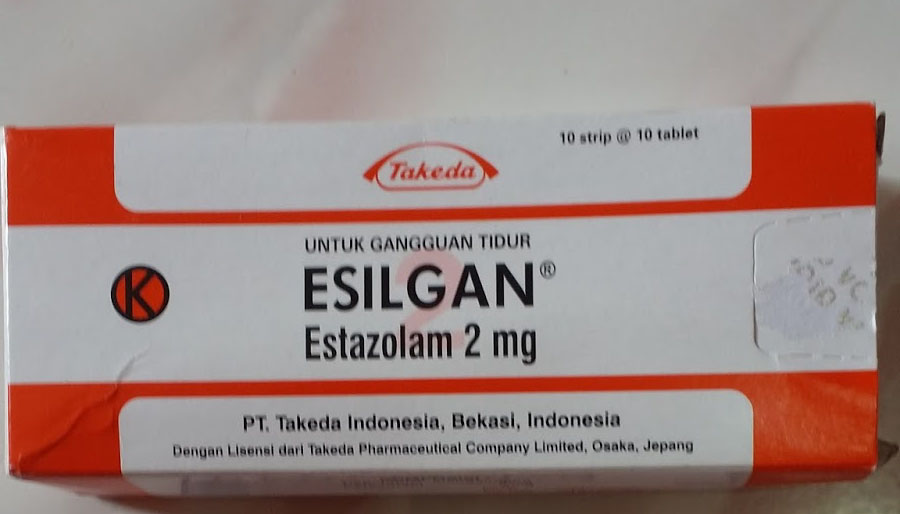 10 strip @ 10 tablet
Takeda
UNTUK GANGGUAN TIDUR
K
ESILGAN®
2
Estazolam 2 mg
PT. Takeda Indonesia, Bekasi, Indonesia
Dengan Lisensi dari Takeda Pharmaceutical Company Limited, Osaka, Jepang